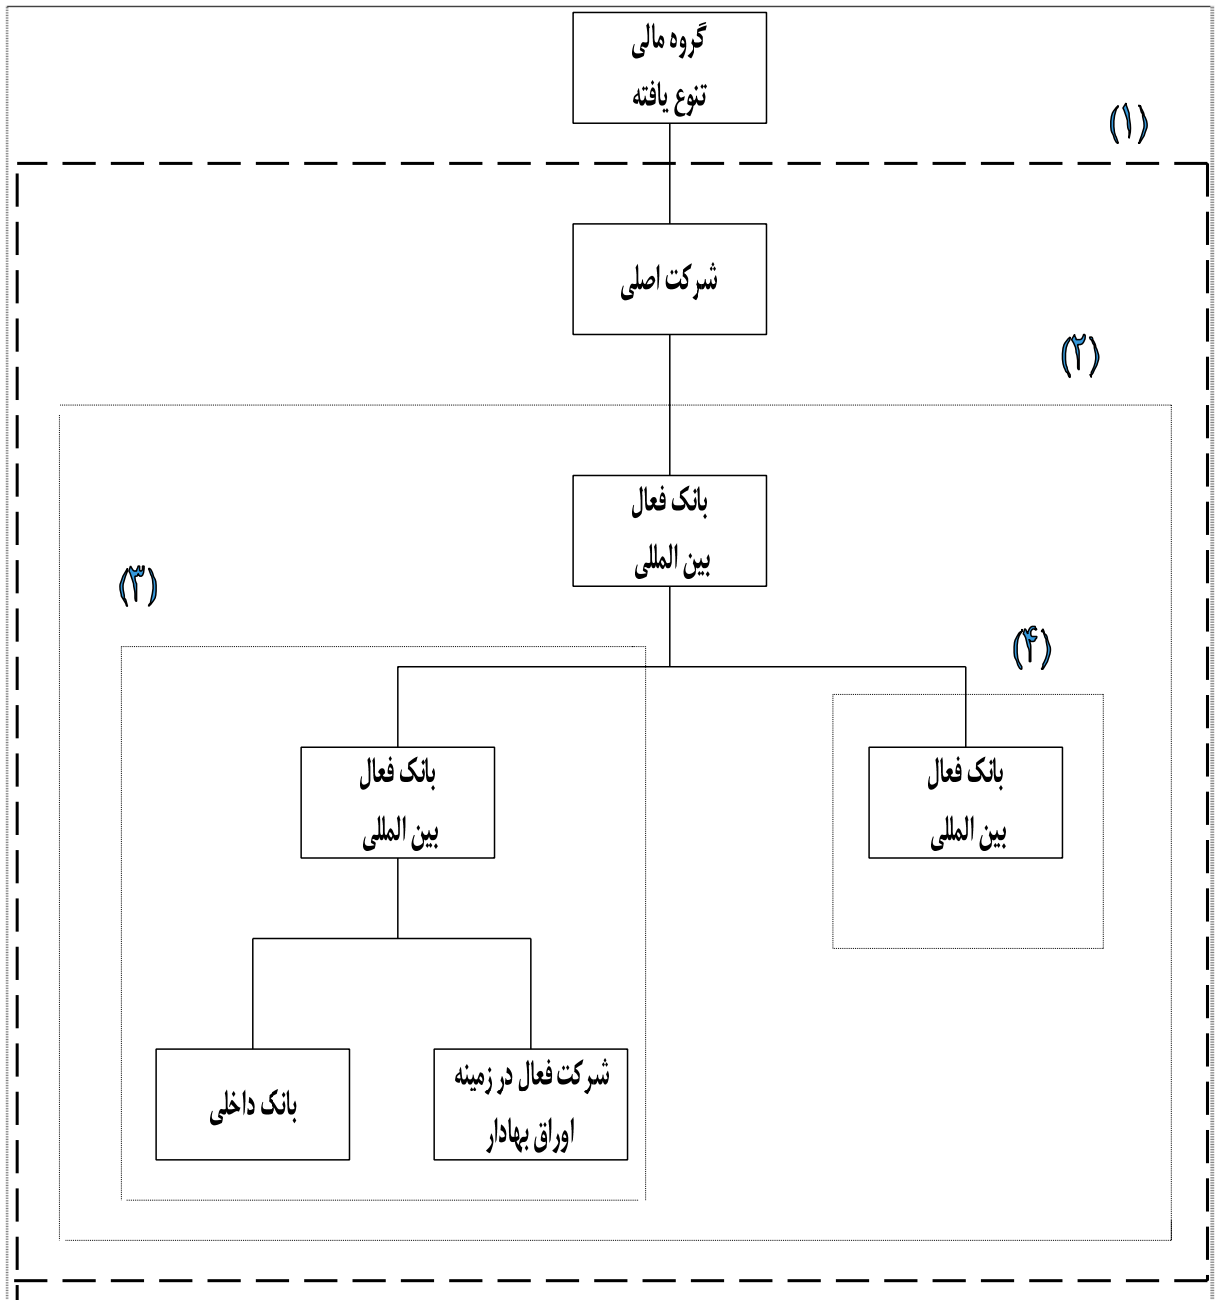 گروه مالی
تنوع یافته
(۱)
شرکت اصلی
(۲)
بانک فعال
بین المللی
(۳)
(۴)
بانک فعال
بین المللی
بانک فعال
بین المللی
شرکت فعال در زمینه
اوراق بهادار
بانک داخلی